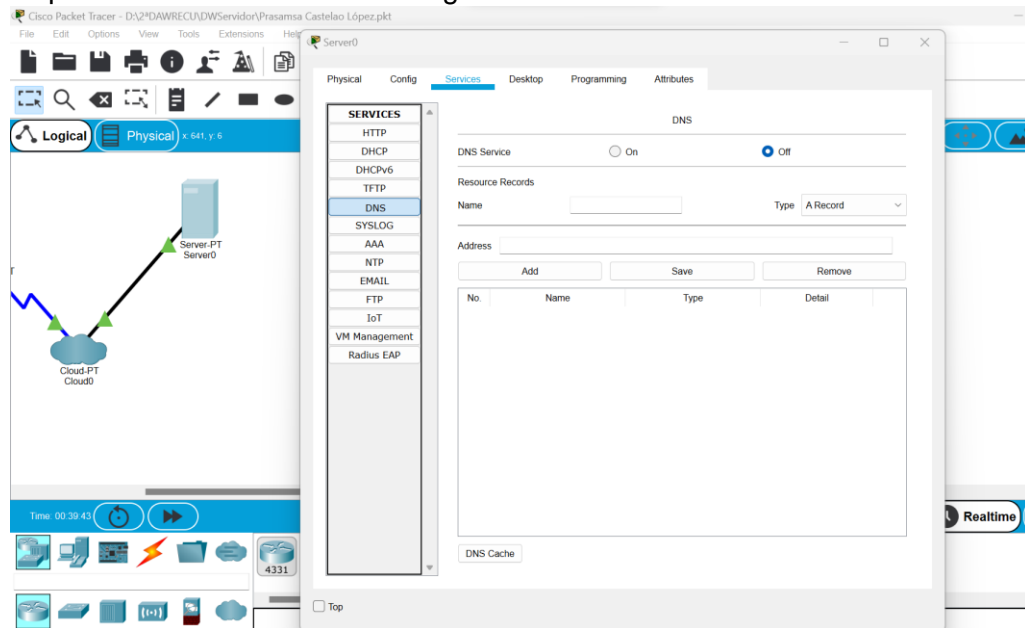 Cisco Packet Tracer - D:\2ªDAWRECU\DWServidor\Prasamsa Castelao López.pkt
File Edit Options View Tools Extensions Help
Logical Physical x: 641, y: 6
Server-PT
Server0
Cloud-PT
Cloud0
Time: 00:39:43
4331
Realtime
Server0
Physical Config Services Desktop Programming Attributes
SERVICES
HTTP
DHCP
DHCPv6
TFTP
DNS
SYSLOG
AAA
NTP
EMAIL
FTP
IoT
VM Management
Radius EAP
DNS
DNS Service On Off
Resource Records
Name Type A Record
Address
Add Save Remove
No. Name Type Detail
DNS Cache
Top